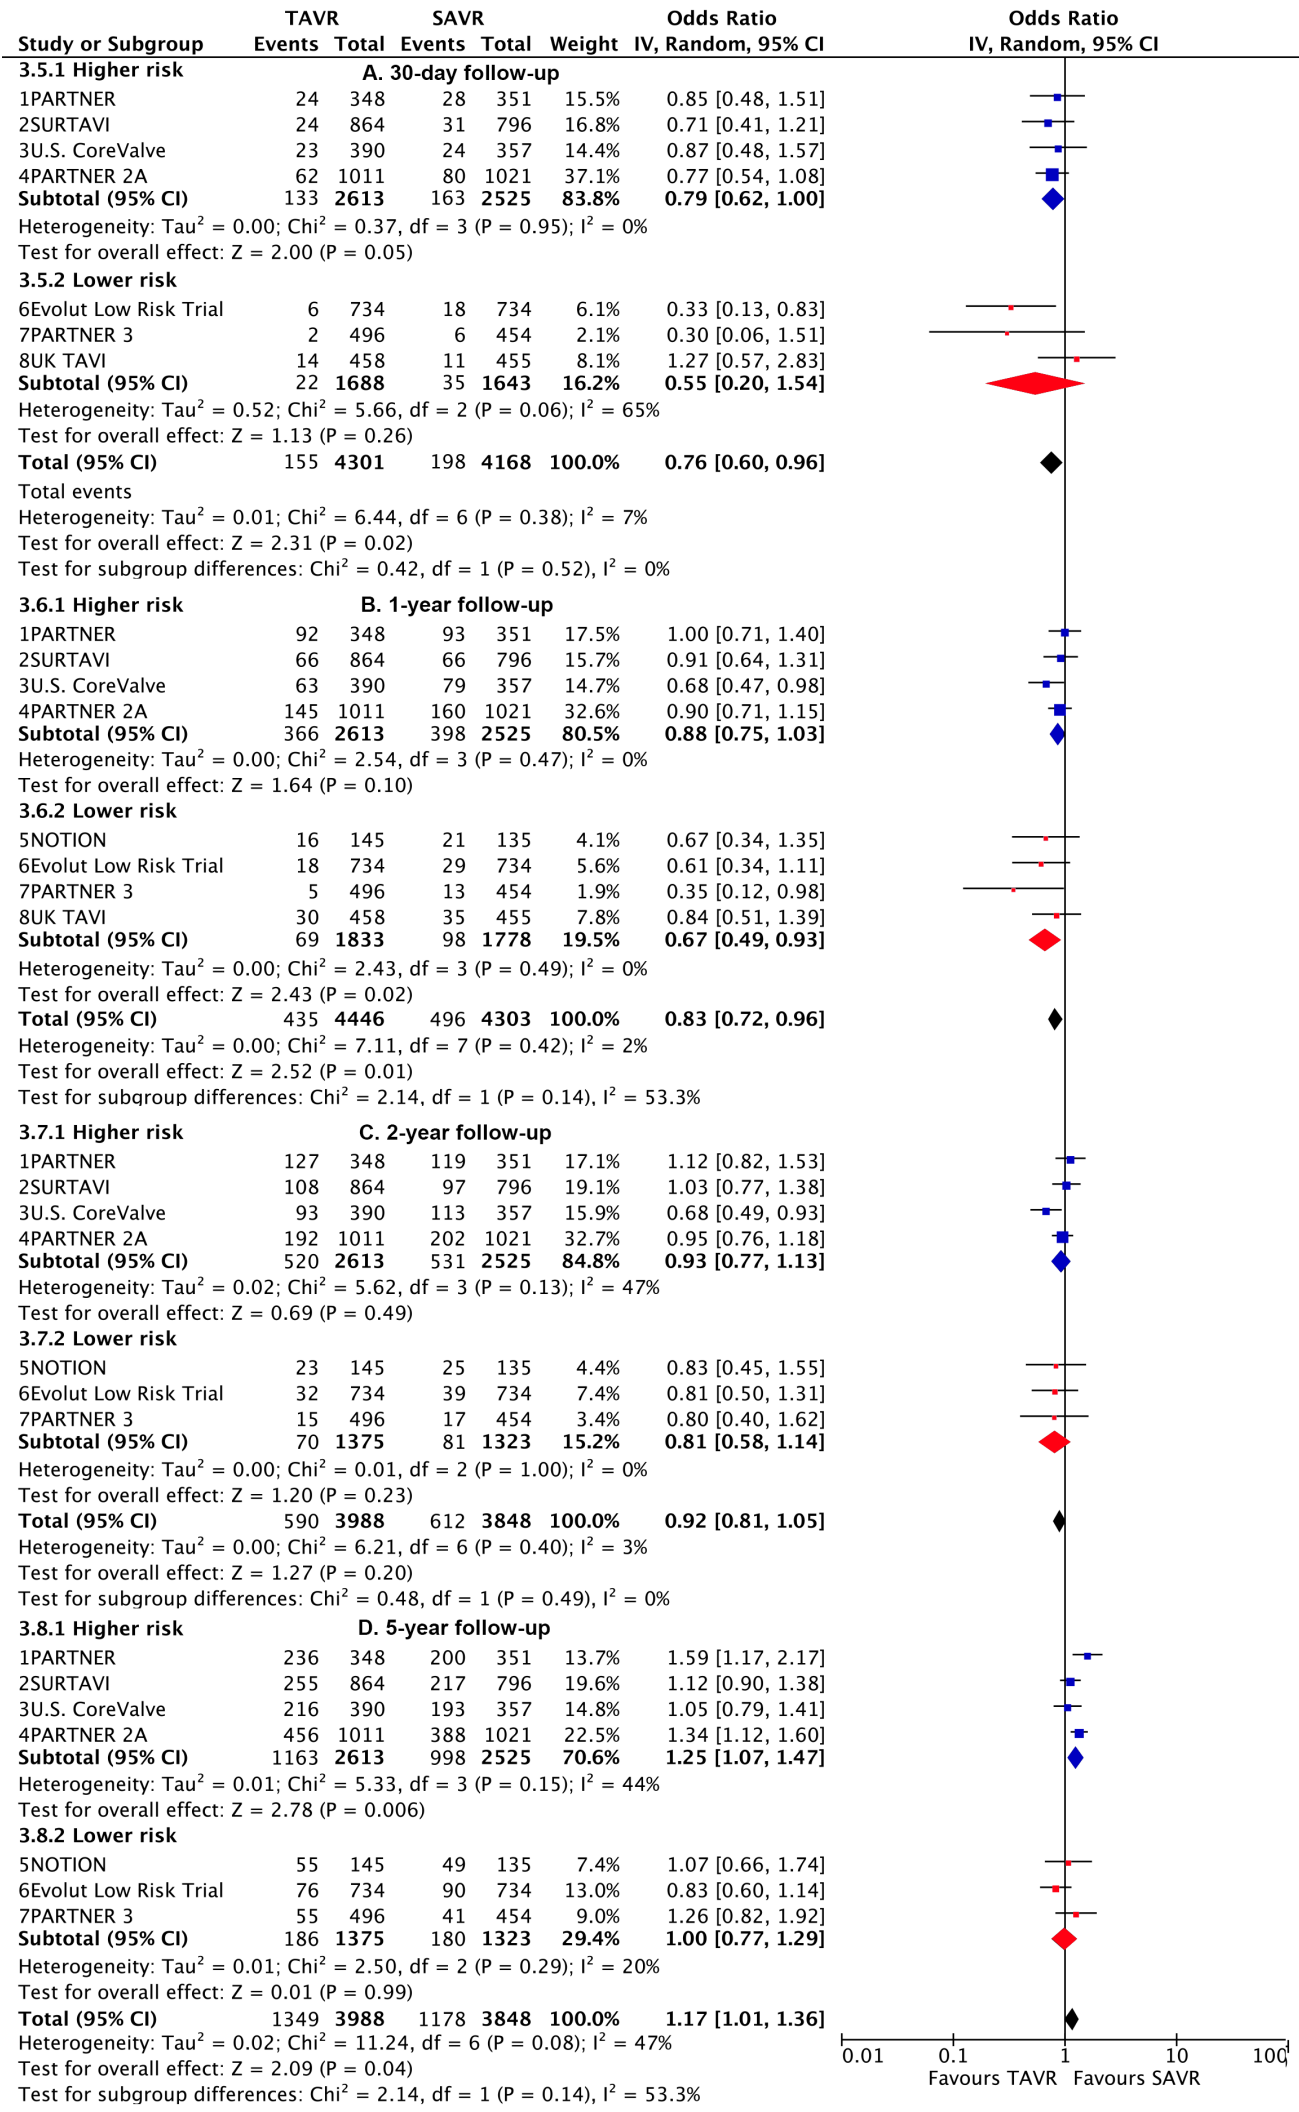 TAVR SAVR Odds Ratio Odds Ratio
Study or Subgroup Events Total Events Total Weight IV, Random, 95% CI IV, Random, 95% CI
3.5.1 Higher risk A. 30-day follow-up
1PARTNER 24 348 28 351 15.5% 0.85 [0.48, 1.51]
2SURTAVI 24 864 31 796 16.8% 0.71 [0.41, 1.21]
3U.S. CoreValve 23 390 24 357 14.4% 0.87 [0.48, 1.57]
4PARTNER 2A 62 1011 80 1021 37.1% 0.77 [0.54, 1.08]
Subtotal (95% CI) 133 2613 163 2525 83.8% 0.79 [0.62, 1.00]
Heterogeneity: Tau² = 0.00; Chi² = 0.37, df = 3 (P = 0.95); I² = 0%
Test for overall effect: Z = 2.00 (P = 0.05)
3.5.2 Lower risk
6Evolut Low Risk Trial 6 734 18 734 6.1% 0.33 [0.13, 0.83]
7PARTNER 3 2 496 6 454 2.1% 0.30 [0.06, 1.51]
8UK TAVI 14 458 11 455 8.1% 1.27 [0.57, 2.83]
Subtotal (95% CI) 22 1688 35 1643 16.2% 0.55 [0.20, 1.54]
Heterogeneity: Tau² = 0.52; Chi² = 5.66, df = 2 (P = 0.06); I² = 65%
Test for overall effect: Z = 1.13 (P = 0.26)
Total (95% CI) 155 4301 198 4168 100.0% 0.76 [0.60, 0.96]
Total events
Heterogeneity: Tau² = 0.01; Chi² = 6.44, df = 6 (P = 0.38); I² = 7%
Test for overall effect: Z = 2.31 (P = 0.02)
Test for subgroup differences: Chi² = 0.42, df = 1 (P = 0.52), I² = 0%
3.6.1 Higher risk B. 1-year follow-up
1PARTNER 92 348 93 351 17.5% 1.00 [0.71, 1.40]
2SURTAVI 66 864 66 796 15.7% 0.91 [0.64, 1.31]
3U.S. CoreValve 63 390 79 357 14.7% 0.68 [0.47, 0.98]
4PARTNER 2A 145 1011 160 1021 32.6% 0.90 [0.71, 1.15]
Subtotal (95% CI) 366 2613 398 2525 80.5% 0.88 [0.75, 1.03]
Heterogeneity: Tau² = 0.00; Chi² = 2.54, df = 3 (P = 0.47); I² = 0%
Test for overall effect: Z = 1.64 (P = 0.10)
3.6.2 Lower risk
5NOTION 16 145 21 135 4.1% 0.67 [0.34, 1.35]
6Evolut Low Risk Trial 18 734 29 734 5.6% 0.61 [0.34, 1.11]
7PARTNER 3 5 496 13 454 1.9% 0.35 [0.12, 0.98]
8UK TAVI 30 458 35 455 7.8% 0.84 [0.51, 1.39]
Subtotal (95% CI) 69 1833 98 1778 19.5% 0.67 [0.49, 0.93]
Heterogeneity: Tau² = 0.00; Chi² = 2.43, df = 3 (P = 0.49); I² = 0%
Test for overall effect: Z = 2.43 (P = 0.02)
Total (95% CI) 435 4446 496 4303 100.0% 0.83 [0.72, 0.96]
Heterogeneity: Tau² = 0.00; Chi² = 7.11, df = 7 (P = 0.42); I² = 2%
Test for overall effect: Z = 2.52 (P = 0.01)
Test for subgroup differences: Chi² = 2.14, df = 1 (P = 0.14), I² = 53.3%
3.7.1 Higher risk C. 2-year follow-up
1PARTNER 127 348 119 351 17.1% 1.12 [0.82, 1.53]
2SURTAVI 108 864 97 796 19.1% 1.03 [0.77, 1.38]
3U.S. CoreValve 93 390 113 357 15.9% 0.68 [0.49, 0.93]
4PARTNER 2A 192 1011 202 1021 32.7% 0.95 [0.76, 1.18]
Subtotal (95% CI) 520 2613 531 2525 84.8% 0.93 [0.77, 1.13]
Heterogeneity: Tau² = 0.02; Chi² = 5.62, df = 3 (P = 0.13); I² = 47%
Test for overall effect: Z = 0.69 (P = 0.49)
3.7.2 Lower risk
5NOTION 23 145 25 135 4.4% 0.83 [0.45, 1.55]
6Evolut Low Risk Trial 32 734 39 734 7.4% 0.81 [0.50, 1.31]
7PARTNER 3 15 496 17 454 3.4% 0.80 [0.40, 1.62]
Subtotal (95% CI) 70 1375 81 1323 15.2% 0.81 [0.58, 1.14]
Heterogeneity: Tau² = 0.00; Chi² = 0.01, df = 2 (P = 1.00); I² = 0%
Test for overall effect: Z = 1.20 (P = 0.23)
Total (95% CI) 590 3988 612 3848 100.0% 0.92 [0.81, 1.05]
Heterogeneity: Tau² = 0.00; Chi² = 6.21, df = 6 (P = 0.40); I² = 3%
Test for overall effect: Z = 1.27 (P = 0.20)
Test for subgroup differences: Chi² = 0.48, df = 1 (P = 0.49), I² = 0%
3.8.1 Higher risk D. 5-year follow-up
1PARTNER 236 348 200 351 13.7% 1.59 [1.17, 2.17]
2SURTAVI 255 864 217 796 19.6% 1.12 [0.90, 1.38]
3U.S. CoreValve 216 390 193 357 14.8% 1.05 [0.79, 1.41]
4PARTNER 2A 456 1011 388 1021 22.5% 1.34 [1.12, 1.60]
Subtotal (95% CI) 1163 2613 998 2525 70.6% 1.25 [1.07, 1.47]
Heterogeneity: Tau² = 0.01; Chi² = 5.33, df = 3 (P = 0.15); I² = 44%
Test for overall effect: Z = 2.78 (P = 0.006)
3.8.2 Lower risk
5NOTION 55 145 49 135 7.4% 1.07 [0.66, 1.74]
6Evolut Low Risk Trial 76 734 90 734 13.0% 0.83 [0.60, 1.14]
7PARTNER 3 55 496 41 454 9.0% 1.26 [0.82, 1.92]
Subtotal (95% CI) 186 1375 180 1323 29.4% 1.00 [0.77, 1.29]
Heterogeneity: Tau² = 0.01; Chi² = 2.50, df = 2 (P = 0.29); I² = 20%
Test for overall effect: Z = 0.01 (P = 0.99)
Total (95% CI) 1349 3988 1178 3848 100.0% 1.17 [1.01, 1.36]
Heterogeneity: Tau² = 0.02; Chi² = 11.24, df = 6 (P = 0.08); I² = 47%
Test for overall effect: Z = 2.09 (P = 0.04)
Test for subgroup differences: Chi² = 2.14, df = 1 (P = 0.14), I² = 53.3%
0.01 0.1 1 10 100
Favours TAVR Favours SAVR